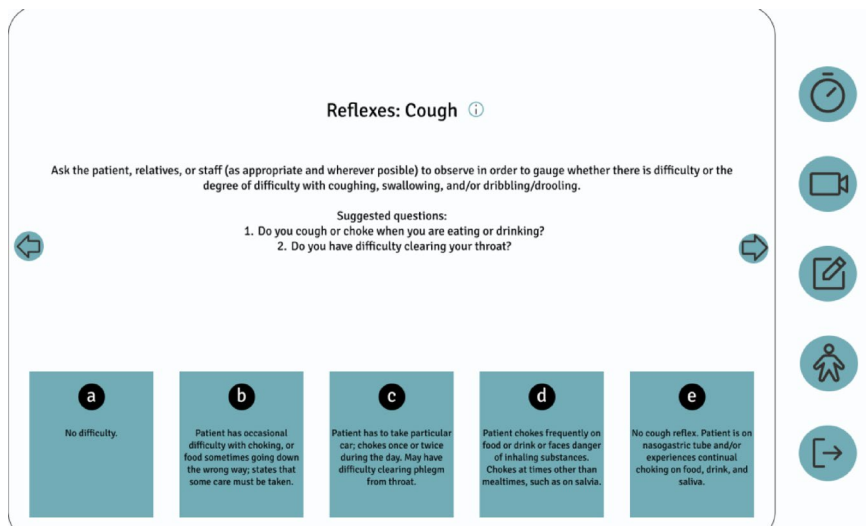 Reflexes: Cough
Ask the patient, relatives, or staff (as appropriate and wherever posible) to observe in order to gauge whether there is difficulty or the
degree of difficulty with coughing, swallowing, and/or dribbling/drooling.
Suggested questions:
1. Do you cough or choke when you are eating or drinking?
2. Do you have difficulty clearing your throat?
a
No difficulty.
b
Patient has occasional
difficulty with choking, or
food sometimes going down
the wrong way; states that
some care must be taken.
c
Patient has to take particular
car; chokes once or twice
during the day. May have
difficulty clearing phlegm
from throat.
d
Patient chokes frequently on
food or drink or faces danger
of inhaling substances.
Chokes at times other than
mealtimes, such as on salvia.
e
No cough reflex. Patient is on
nasogastric tube and/or
experiences continual
choking on food, drink, and
saliva.